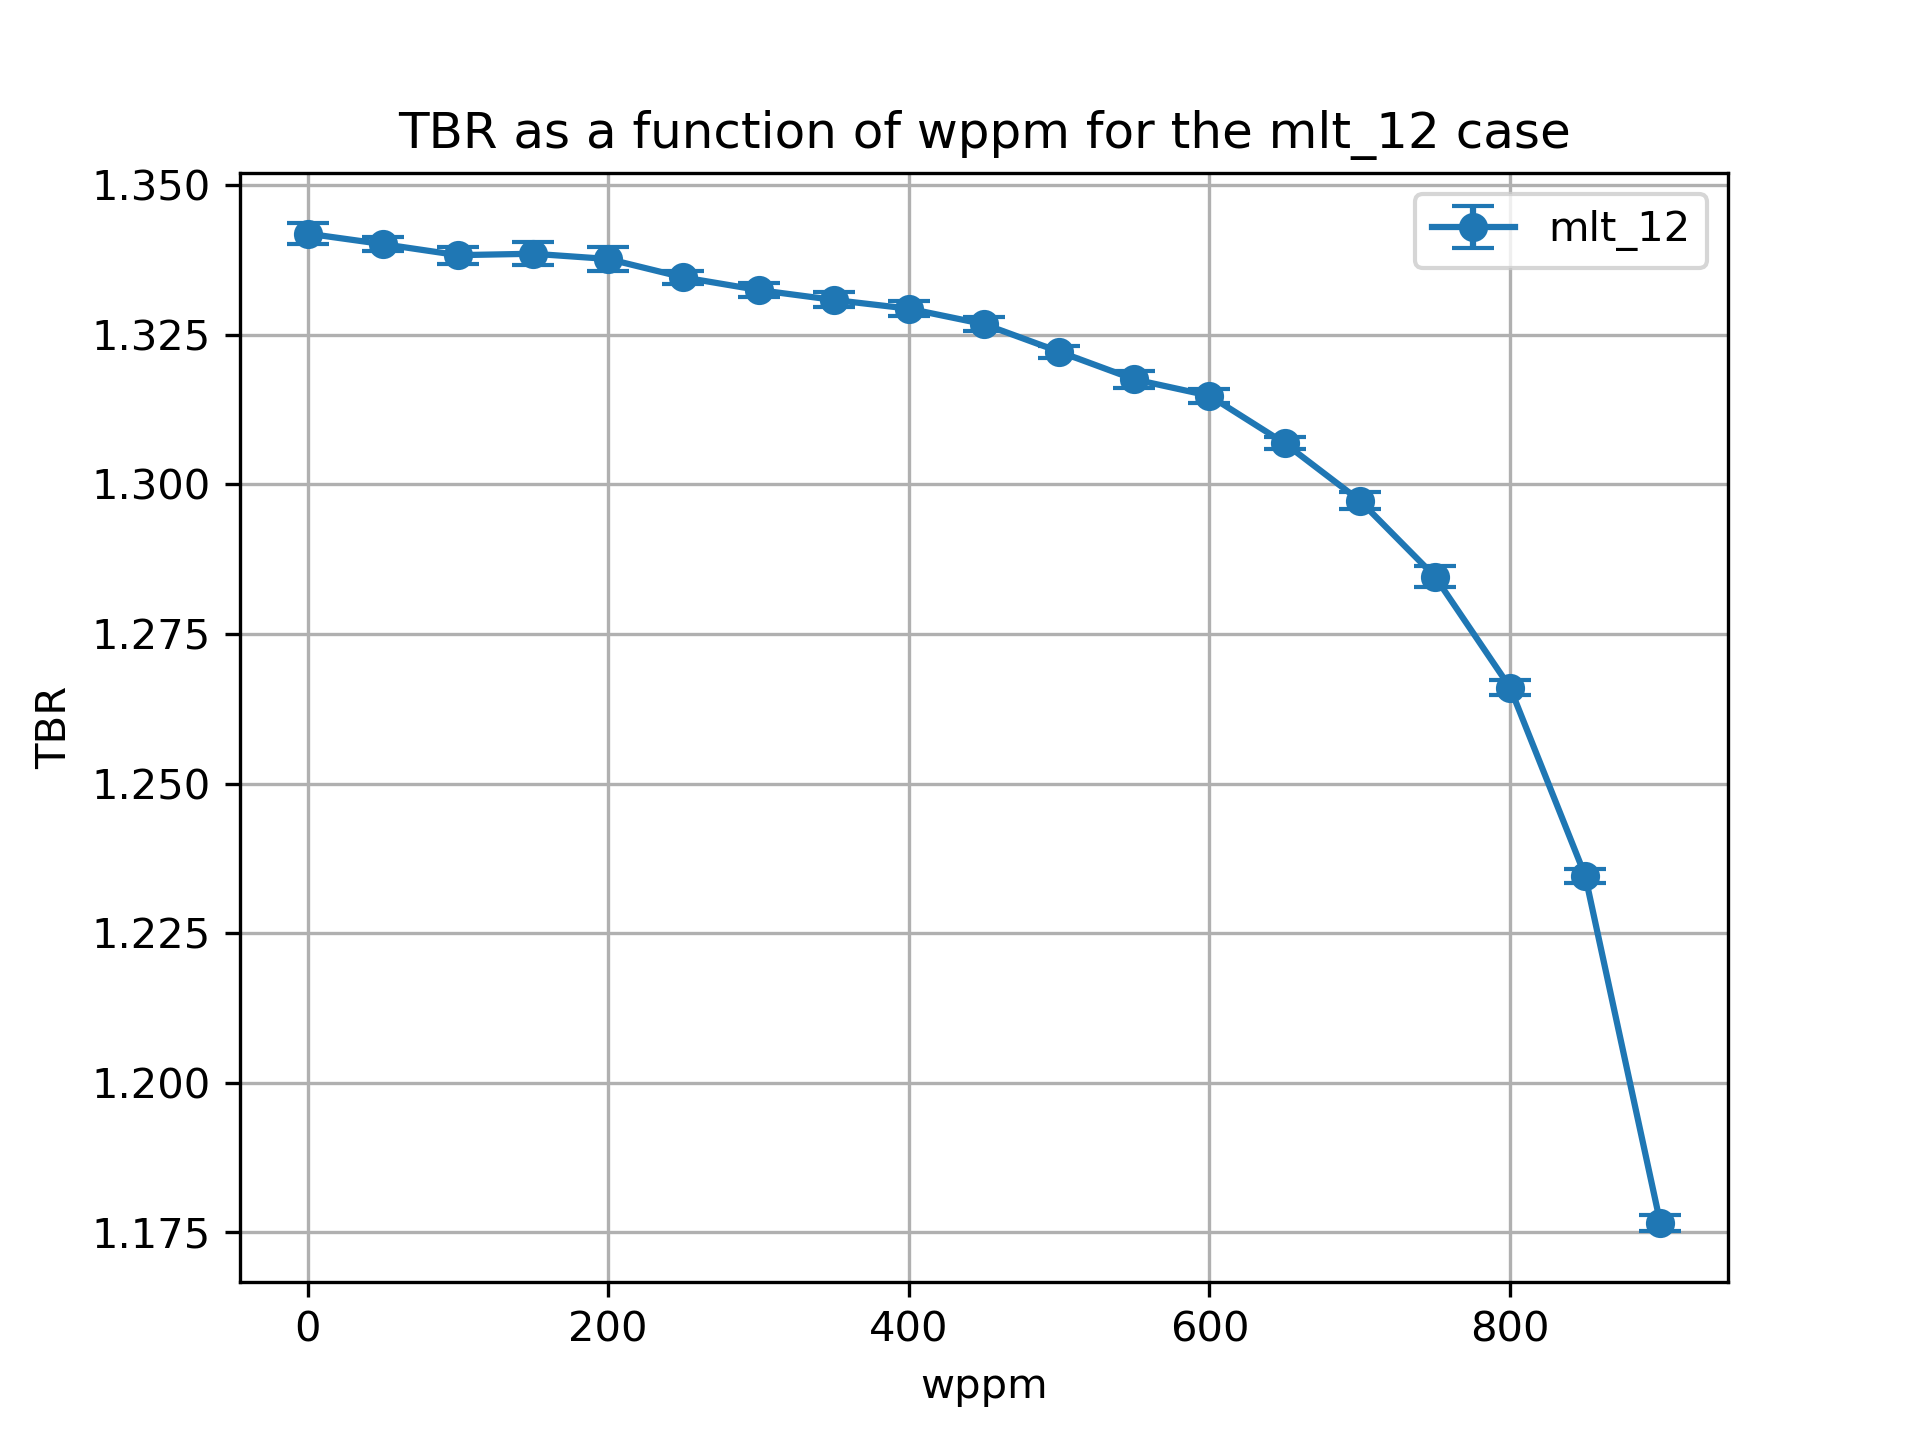 TBR as a function of wppm for the mlt_12 case
mlt_12
1.350
1.325
1.300
1.275
1.250
1.225
1.200
1.175
TBR
0 200 400 600 800
wppm